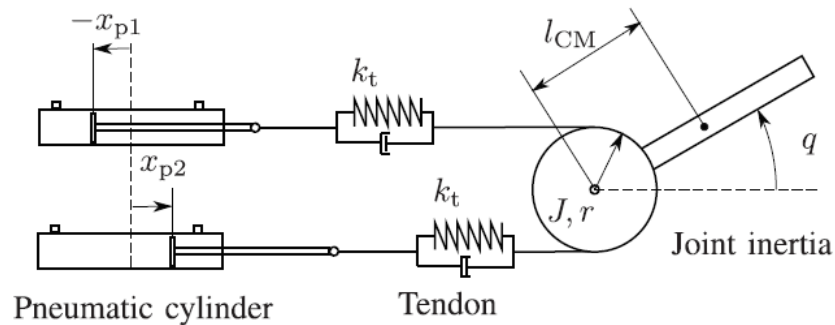 −x_p1
l_CM
k_t
x_p2
q
k_t
J, r
Joint inertia
Pneumatic cylinder
Tendon